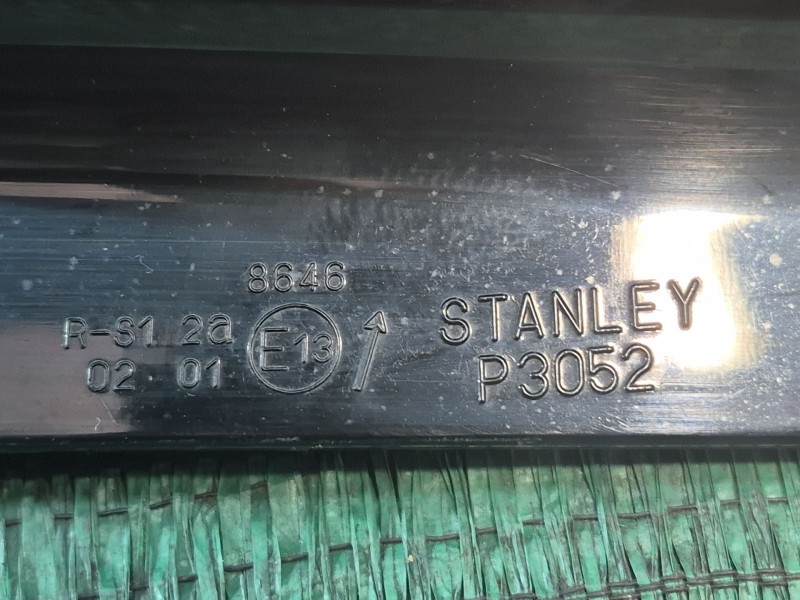 8646
R-S1 2a
02 01
E13
STANLEY
P3052